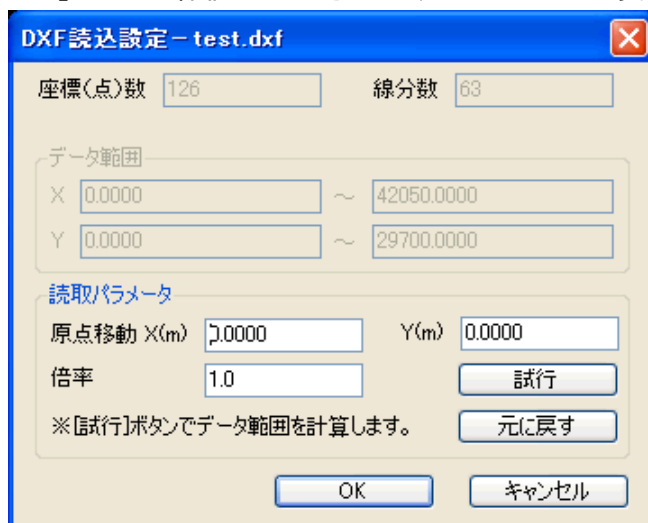 DXF読込設定－test.dxf
座標(点)数 126 線分数 63
データ範囲
X 0.0000 ～ 42050.0000
Y 0.0000 ～ 29700.0000
読取パラメータ
原点移動 X(m) 0.0000 Y(m) 0.0000
倍率 1.0 試行
※[試行]ボタンでデータ範囲を計算します。 元に戻す
OK キャンセル